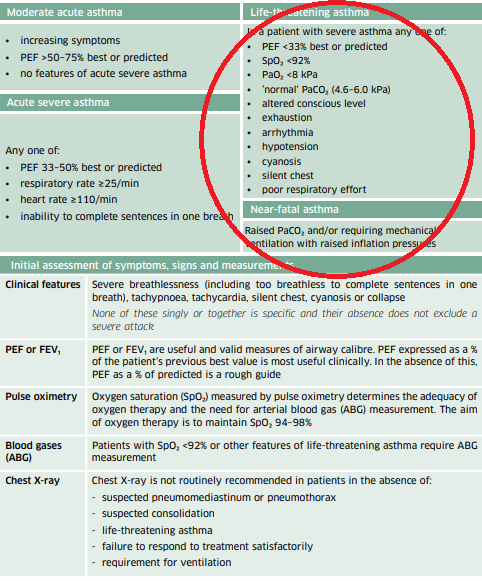 Moderate acute asthma
• increasing symptoms
• PEF >50–75% best or predicted
• no features of acute severe asthma
Acute severe asthma
Any one of:
• PEF 33–50% best or predicted
• respiratory rate ≥25/min
• heart rate ≥110/min
• inability to complete sentences in one breath
Life-threatening asthma
In a patient with severe asthma any one of:
• PEF <33% best or predicted
• SpO₂ <92%
• PaO₂ <8 kPa
• ‘normal’ PaCO₂ (4.6–6.0 kPa)
• altered conscious level
• exhaustion
• arrhythmia
• hypotension
• cyanosis
• silent chest
• poor respiratory effort
Near-fatal asthma
Raised PaCO₂ and/or requiring mechanical
ventilation with raised inflation pressures
Initial assessment of symptoms, signs and measurements
Clinical features
Severe breathlessness (including too breathless to complete sentences in one
breath), tachypnoea, tachycardia, silent chest, cyanosis or collapse
None of these singly or together is specific and their absence does not exclude a
severe attack
PEF or FEV₁
PEF or FEV₁ are useful and valid measures of airway calibre. PEF expressed as a %
of the patient’s previous best value is most useful clinically. In the absence of this,
PEF as a % of predicted is a rough guide
Pulse oximetry
Oxygen saturation (SpO₂) measured by pulse oximetry determines the adequacy of
oxygen therapy and the need for arterial blood gas (ABG) measurement. The aim
of oxygen therapy is to maintain SpO₂ 94–98%
Blood gases
(ABG)
Patients with SpO₂ <92% or other features of life-threatening asthma require ABG
measurement
Chest X-ray
Chest X-ray is not routinely recommended in patients in the absence of:
- suspected pneumomediastinum or pneumothorax
- suspected consolidation
- life-threatening asthma
- failure to respond to treatment satisfactorily
- requirement for ventilation